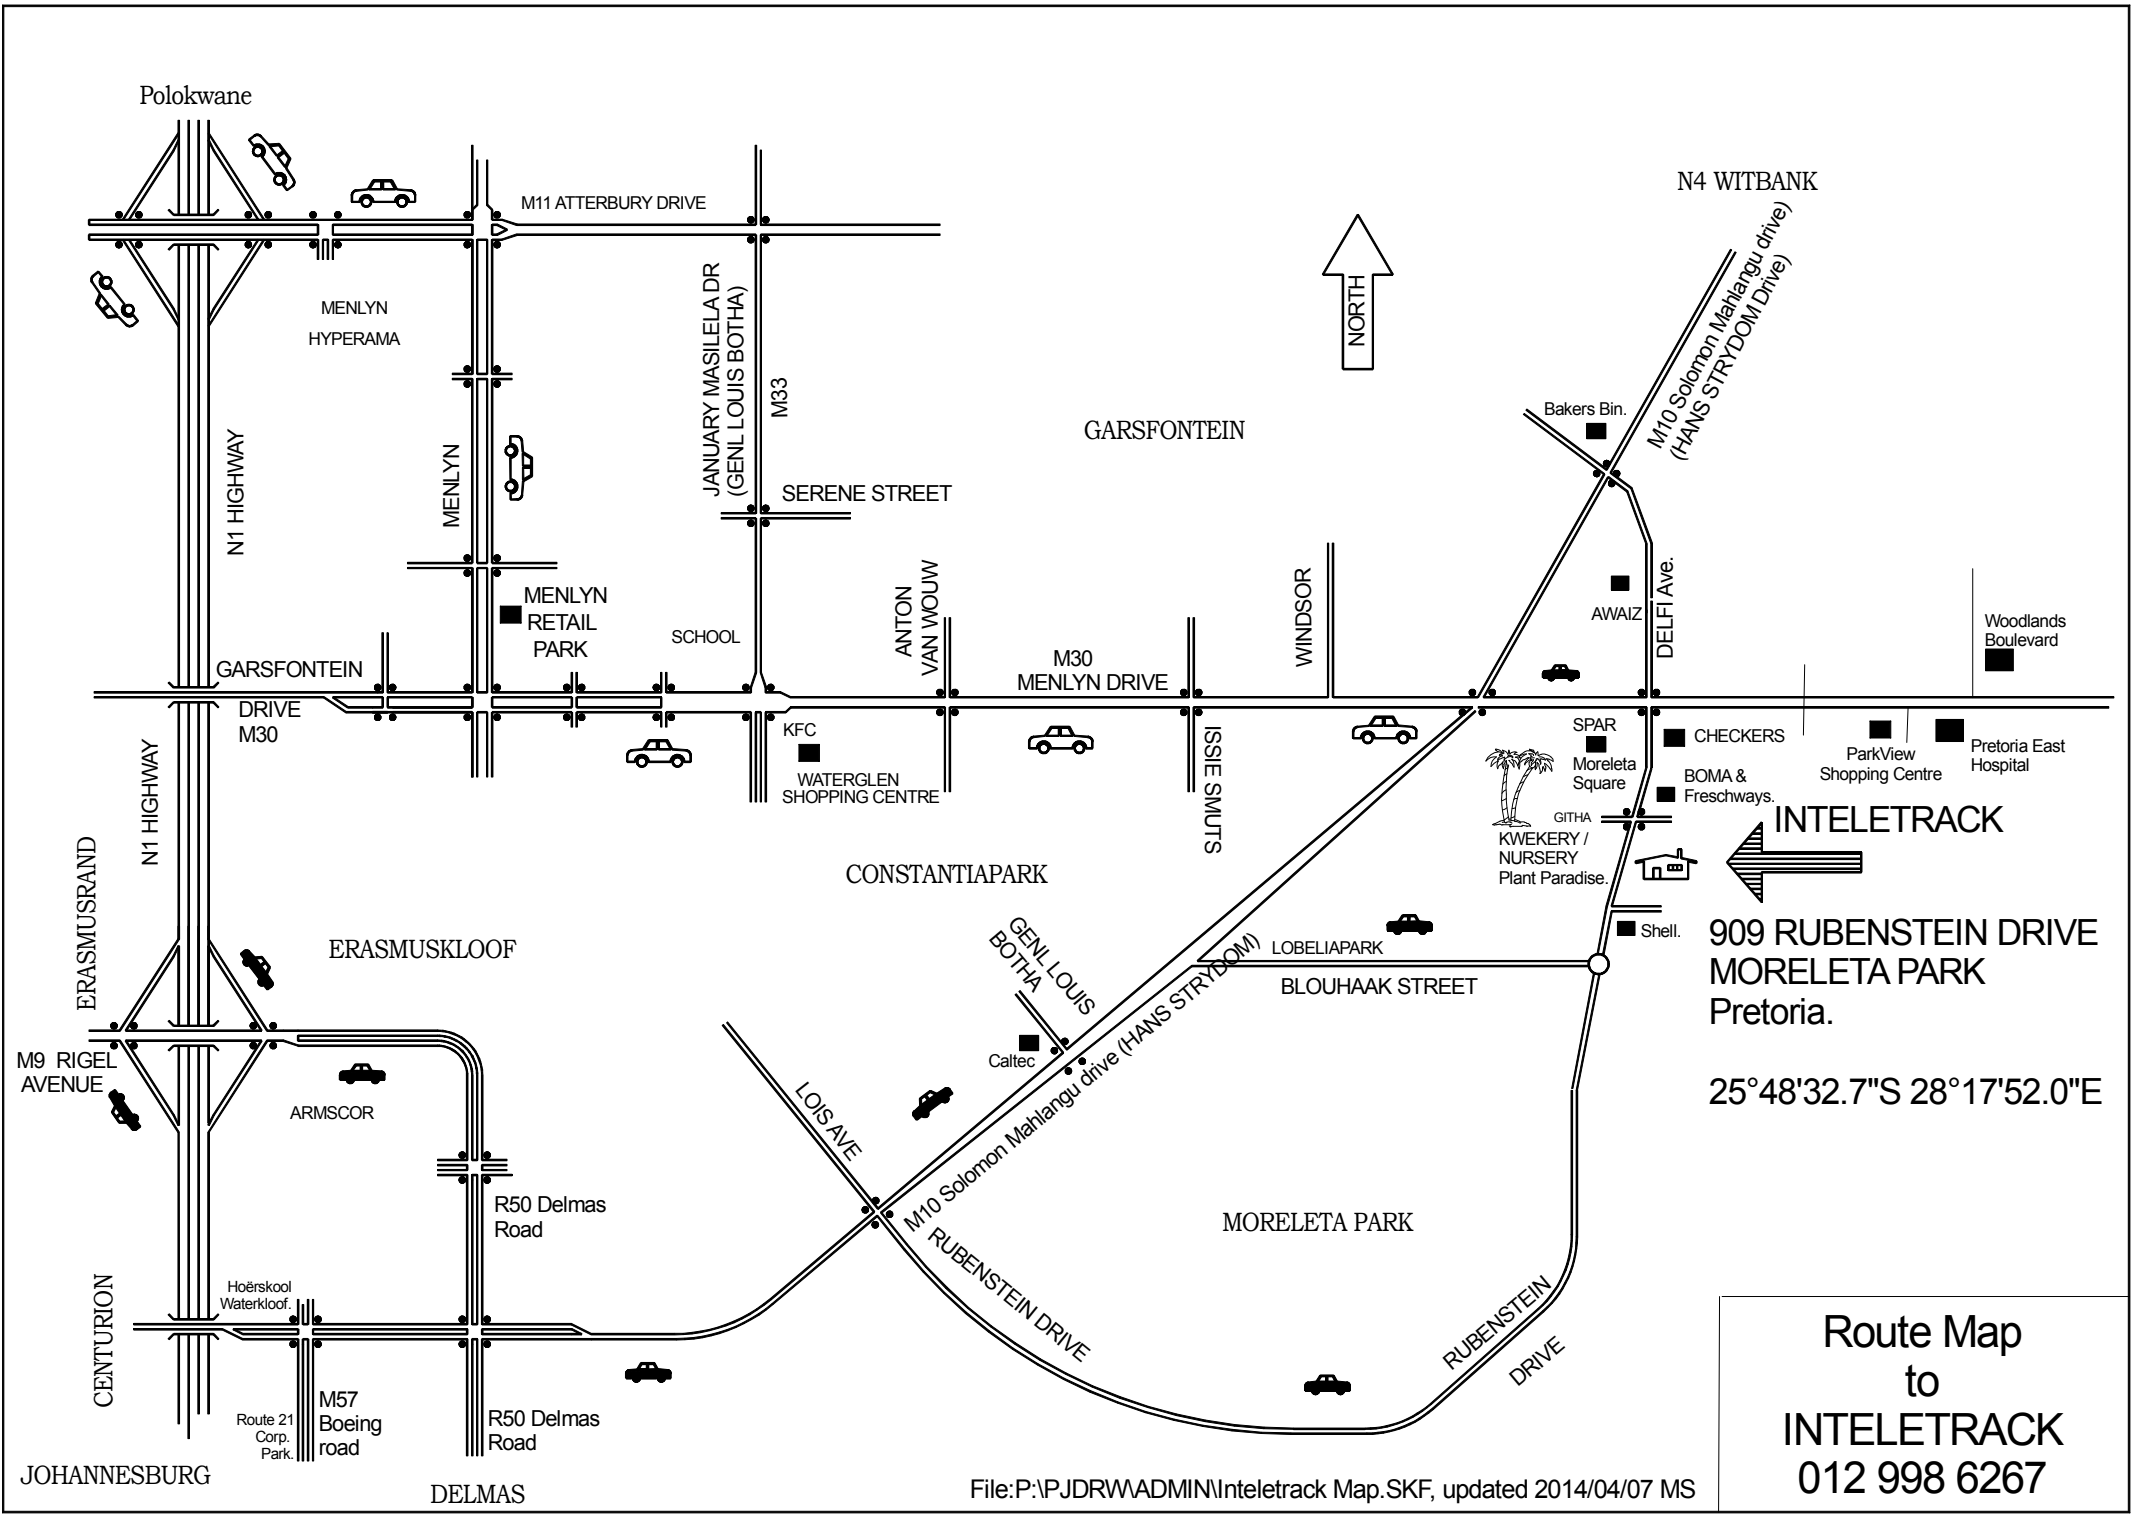 Polokwane
N4 WITBANK
M11 ATTERBURY DRIVE
M10 Solomon Mahlangu drive)
(HANS STRYDOM Drive)
NORTH
MENLYN
HYPERAMA
JANUARY MASILELA DR
(GENL LOUIS BOTHA)
M33
N1 HIGHWAY
MENLYN
GARSFONTEIN
Bakers Bin.
SERENE STREET
MENLYN
RETAIL
PARK
SCHOOL
ANTON
VAN WOUW
WINDSOR
AWAIZ
DELFI Ave.
Woodlands
Boulevard
GARSFONTEIN
DRIVE
M30
M30
MENLYN DRIVE
KFC
WATERGLEN
SHOPPING CENTRE
ISSIE SMUTS
SPAR
Moreleta
Square
CHECKERS
BOMA &
Freschways.
ParkView
Shopping Centre
Pretoria East
Hospital
N1 HIGHWAY
ERASMUSRAND
GITHA
KWEKERY /
NURSERY
Plant Paradise.
INTELETRACK
CONSTANTIAPARK
ERASMUSKLOOF
GENL LOUIS
BOTHA
LOBELIAPARK
BLOUHAAK STREET
Shell.
909 RUBENSTEIN DRIVE
MORELETA PARK
Pretoria.
25°48'32.7"S 28°17'52.0"E
M9 RIGEL
AVENUE
ARMSCOR
Caltec
LOIS AVE
M10 Solomon Mahlangu drive (HANS STRYDOM)
R50 Delmas
Road
MORELETA PARK
RUBENSTEIN DRIVE
RUBENSTEIN
DRIVE
CENTURION
Hoërskool
Waterkloof.
M57
Boeing
road
Route 21
Corp.
Park.
R50 Delmas
Road
JOHANNESBURG
DELMAS
File:P:\PJDRW\ADMIN\Inteletrack Map.SKF, updated 2014/04/07 MS
Route Map
to
INTELETRACK
012 998 6267